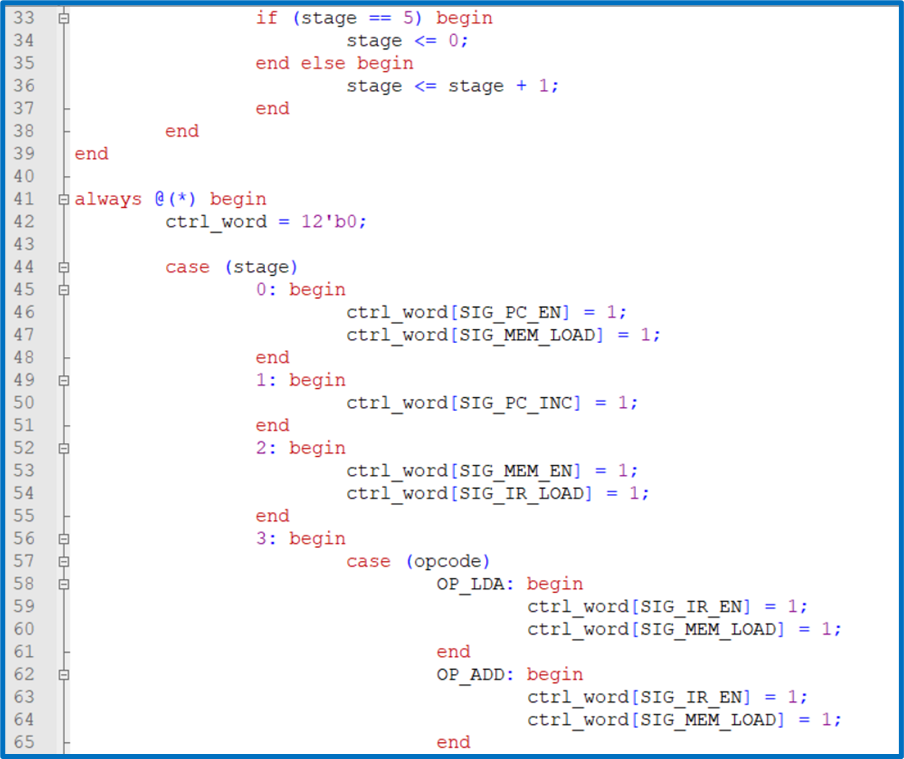 33 if (stage == 5) begin
34 stage <= 0;
35 end else begin
36 stage <= stage + 1;
37 end
38 end
39 end
40
41 always @(*) begin
42 ctrl_word = 12'b0;
43
44 case (stage)
45 0: begin
46 ctrl_word[SIG_PC_EN] = 1;
47 ctrl_word[SIG_MEM_LOAD] = 1;
48 end
49 1: begin
50 ctrl_word[SIG_PC_INC] = 1;
51 end
52 2: begin
53 ctrl_word[SIG_MEM_EN] = 1;
54 ctrl_word[SIG_IR_LOAD] = 1;
55 end
56 3: begin
57 case (opcode)
58 OP_LDA: begin
59 ctrl_word[SIG_IR_EN] = 1;
60 ctrl_word[SIG_MEM_LOAD] = 1;
61 end
62 OP_ADD: begin
63 ctrl_word[SIG_IR_EN] = 1;
64 ctrl_word[SIG_MEM_LOAD] = 1;
65 end